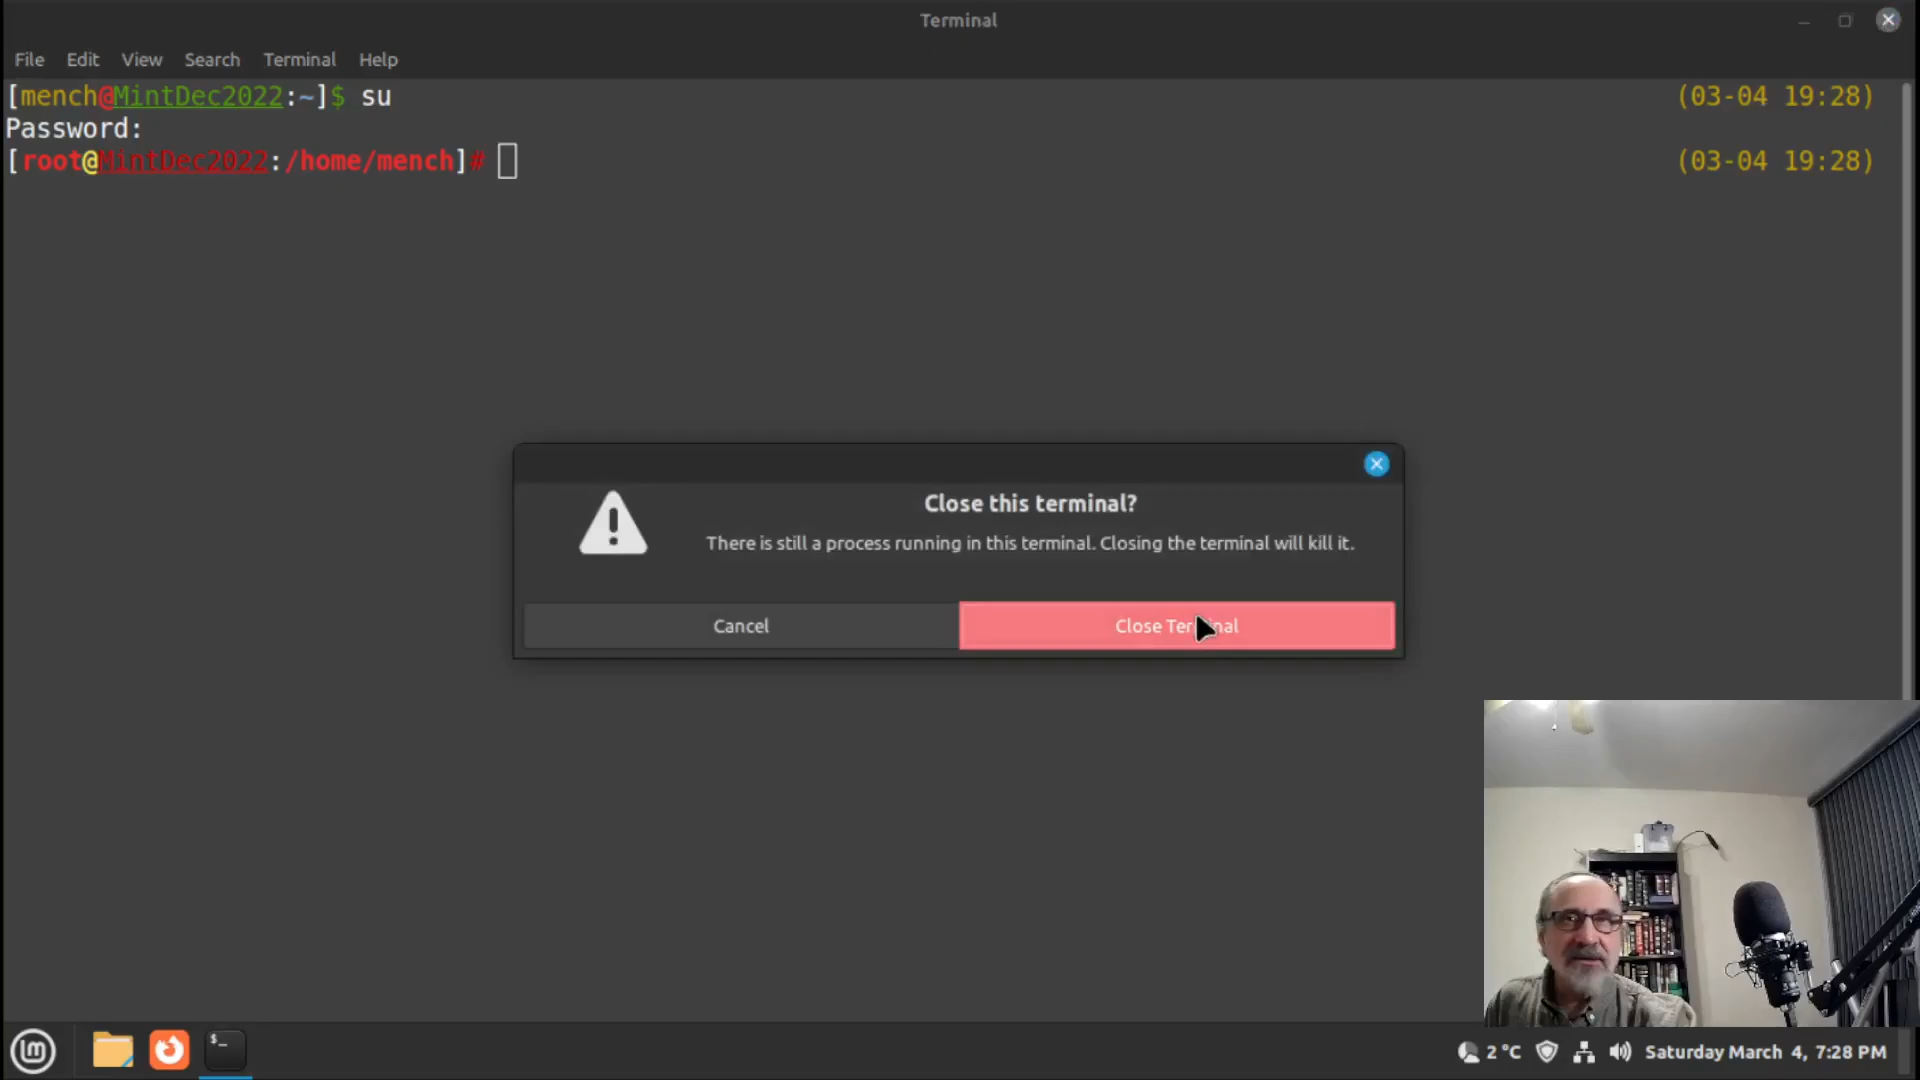 Terminal
File Edit View Search Terminal Help
[mench@MintDec2022:~]$ su (03-04 19:28)
Password:
[root@MintDec2022:/home/mench]# (03-04 19:28)
Close this terminal?
There is still a process running in this terminal. Closing the terminal will kill it.
Cancel
$_
2 °C Saturday March 4, 7:28 PM